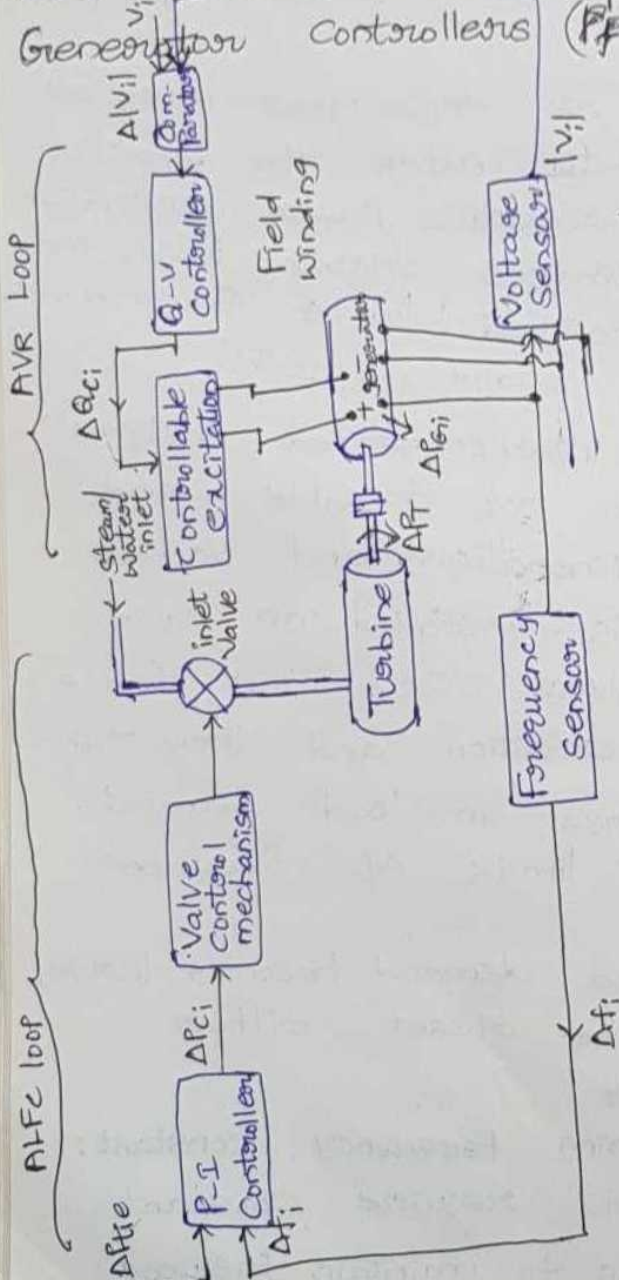 Generator Controllers
AVR LOOP
ALFC loop
Vi
Δ|Vi|
Com-
parator
Q-V
Controller
ΔQCi
Controllable
excitation
Field
Winding
Steam/
Water
inlet
inlet
Valve
+ -
generator
ΔPGi
ΔPT
Turbine
Voltage
Sensor
|Vi|
Valve
Control
mechanism
ΔPCi
P-I
Controller
ΔPtie
Δfi
Frequency
Sensor
Δfi